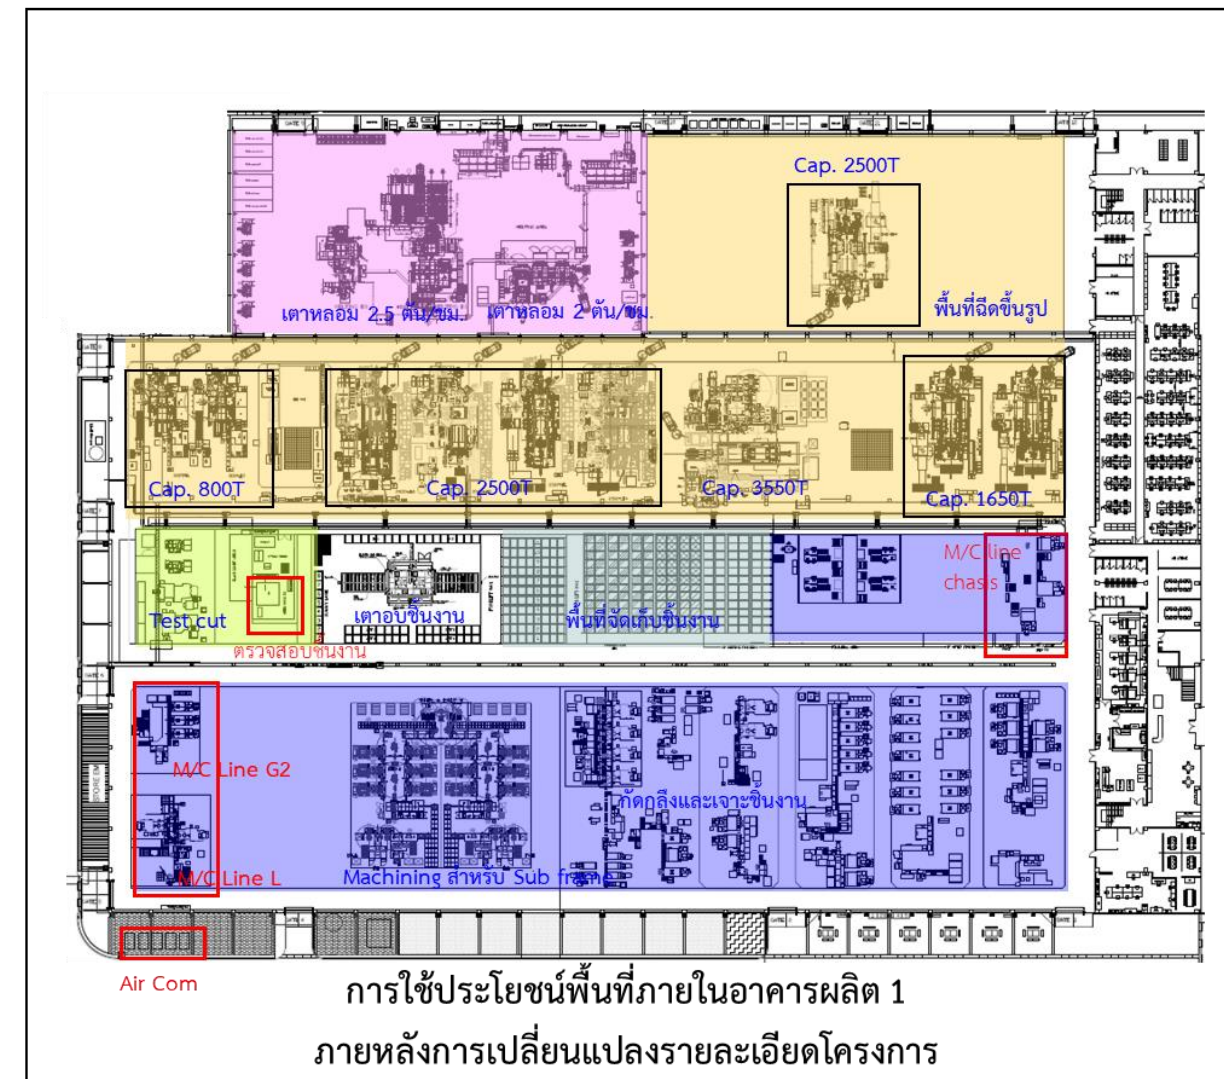 Cap. 2500T
เตาหลอม 2.5 ตัน/ชม.
เตาหลอม 2 ตัน/ชม.
พื้นที่ฉีดขึ้นรูป
Cap. 800T
Cap. 2500T
Cap. 3550T
Cap. 1650T
M/C line
chasis
Test cut
เตาอบชิ้นงาน
พื้นที่จัดเก็บชิ้นงาน
ตรวจสอบชิ้นงาน
M/C Line G2
STOREEM
กัดกลึงและเจาะชิ้นงาน
M/C Line L
Machining สำหรับ Sub frame
Air Com
การใช้ประโยชน์พื้นที่ภายในอาคารผลิต 1
ภายหลังการเปลี่ยนแปลงรายละเอียดโครงการ